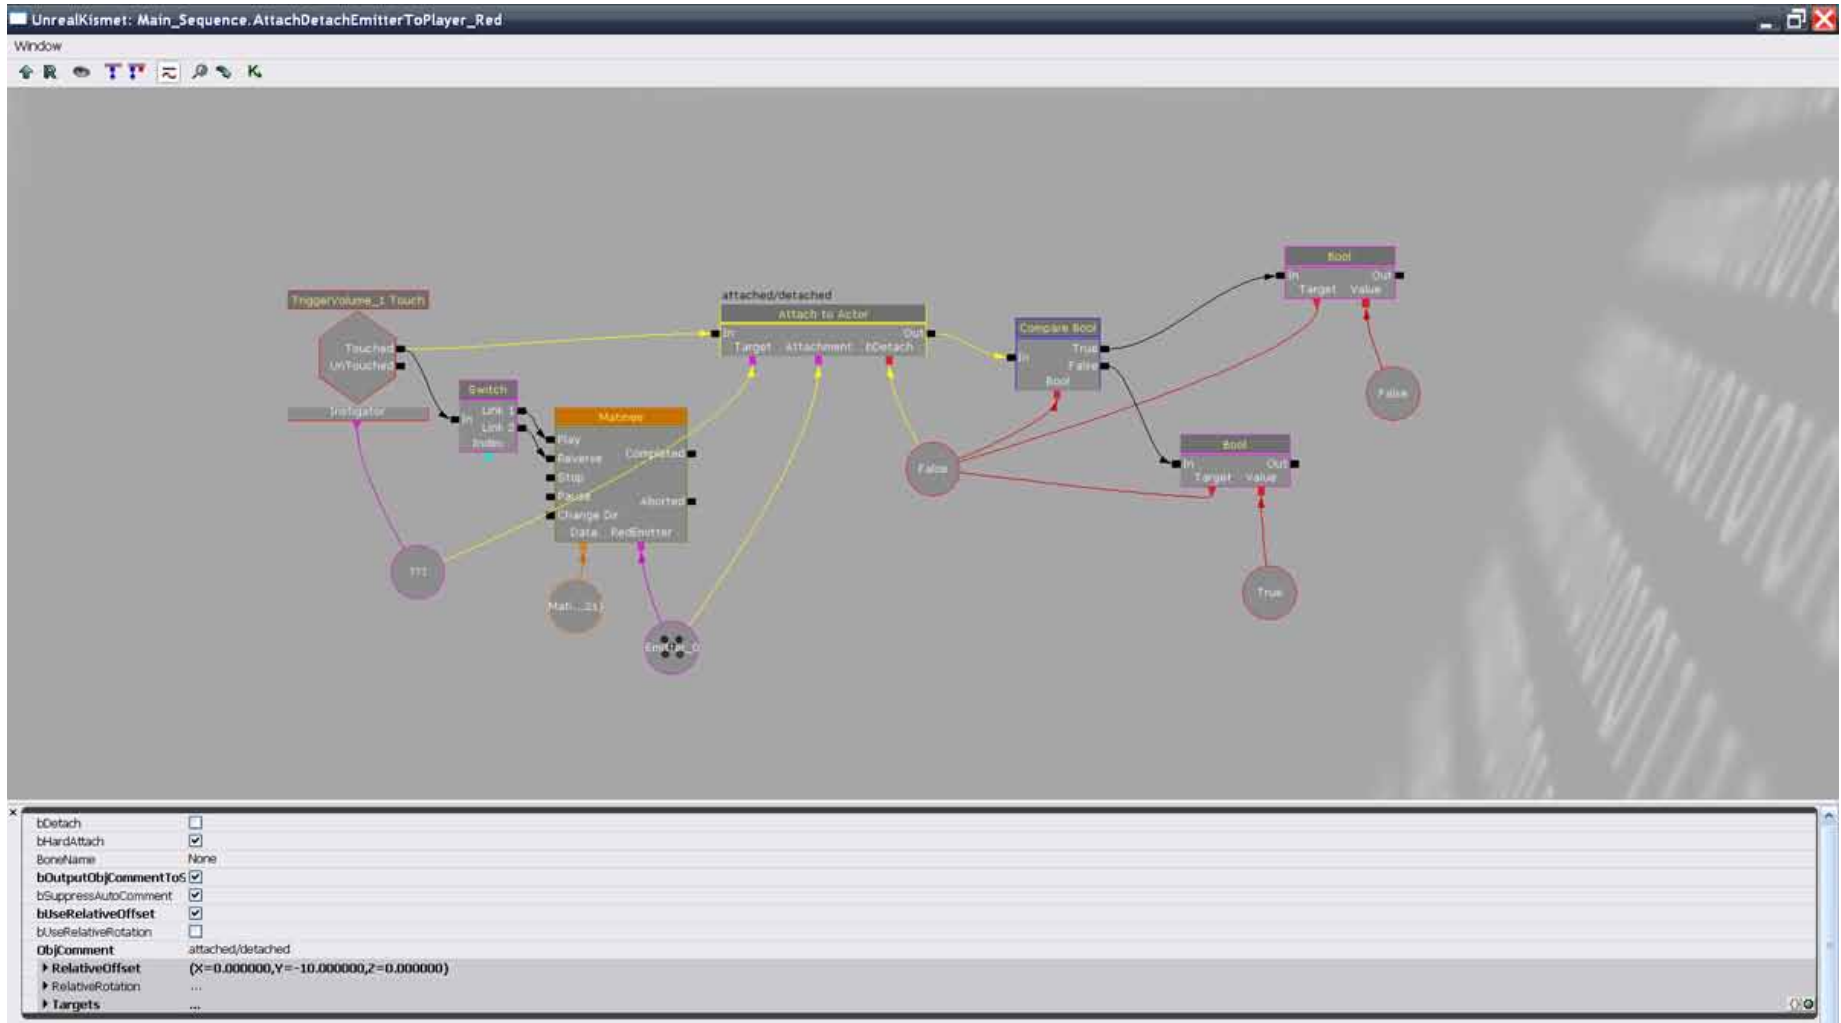 UnrealKismet: Main_Sequence.AttachDetachEmitterToPlayer_Red
Window
TriggerVolume_1 Touch
Touched
UnTouched
Instigator
Switch
In
Link 1
Link 2
Index
Matinee
Play
Reverse
Completed
Stop
Pause
Aborted
Change Dir
Data
RedEmitter
???
Mati...2s)
Emitter_0
attached/detached
Attach to Actor
In
Out
Target
Attachment
bDetach
False
Compare Bool
In
True
False
Bool
Bool
In
Out
Target
Value
False
Bool
In
Out
Target
Value
True
bDetach
bHardAttach
BoneName None
bOutputObjCommentToS
bSuppressAutoComment
bUseRelativeOffset
bUseRelativeRotation
ObjComment attached/detached
RelativeOffset (X=0.000000,Y=-10.000000,Z=0.000000)
RelativeRotation ...
Targets ...